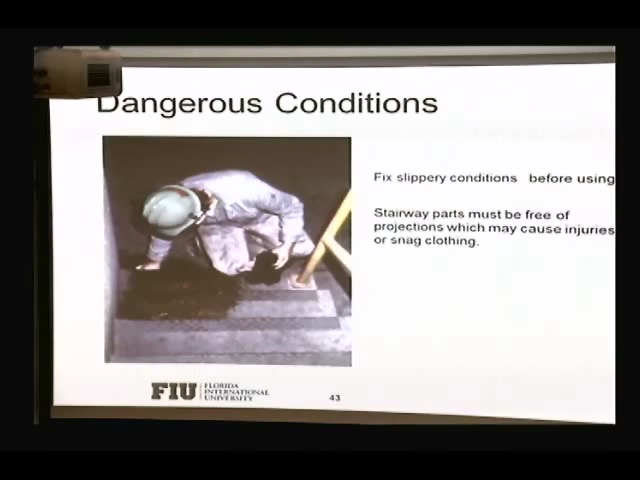 Dangerous Conditions
Fix slippery conditions before using
Stairway parts must be free of
projections which may cause injuries
or snag clothing.
FIU FLORIDA
INTERNATIONAL
UNIVERSITY
43